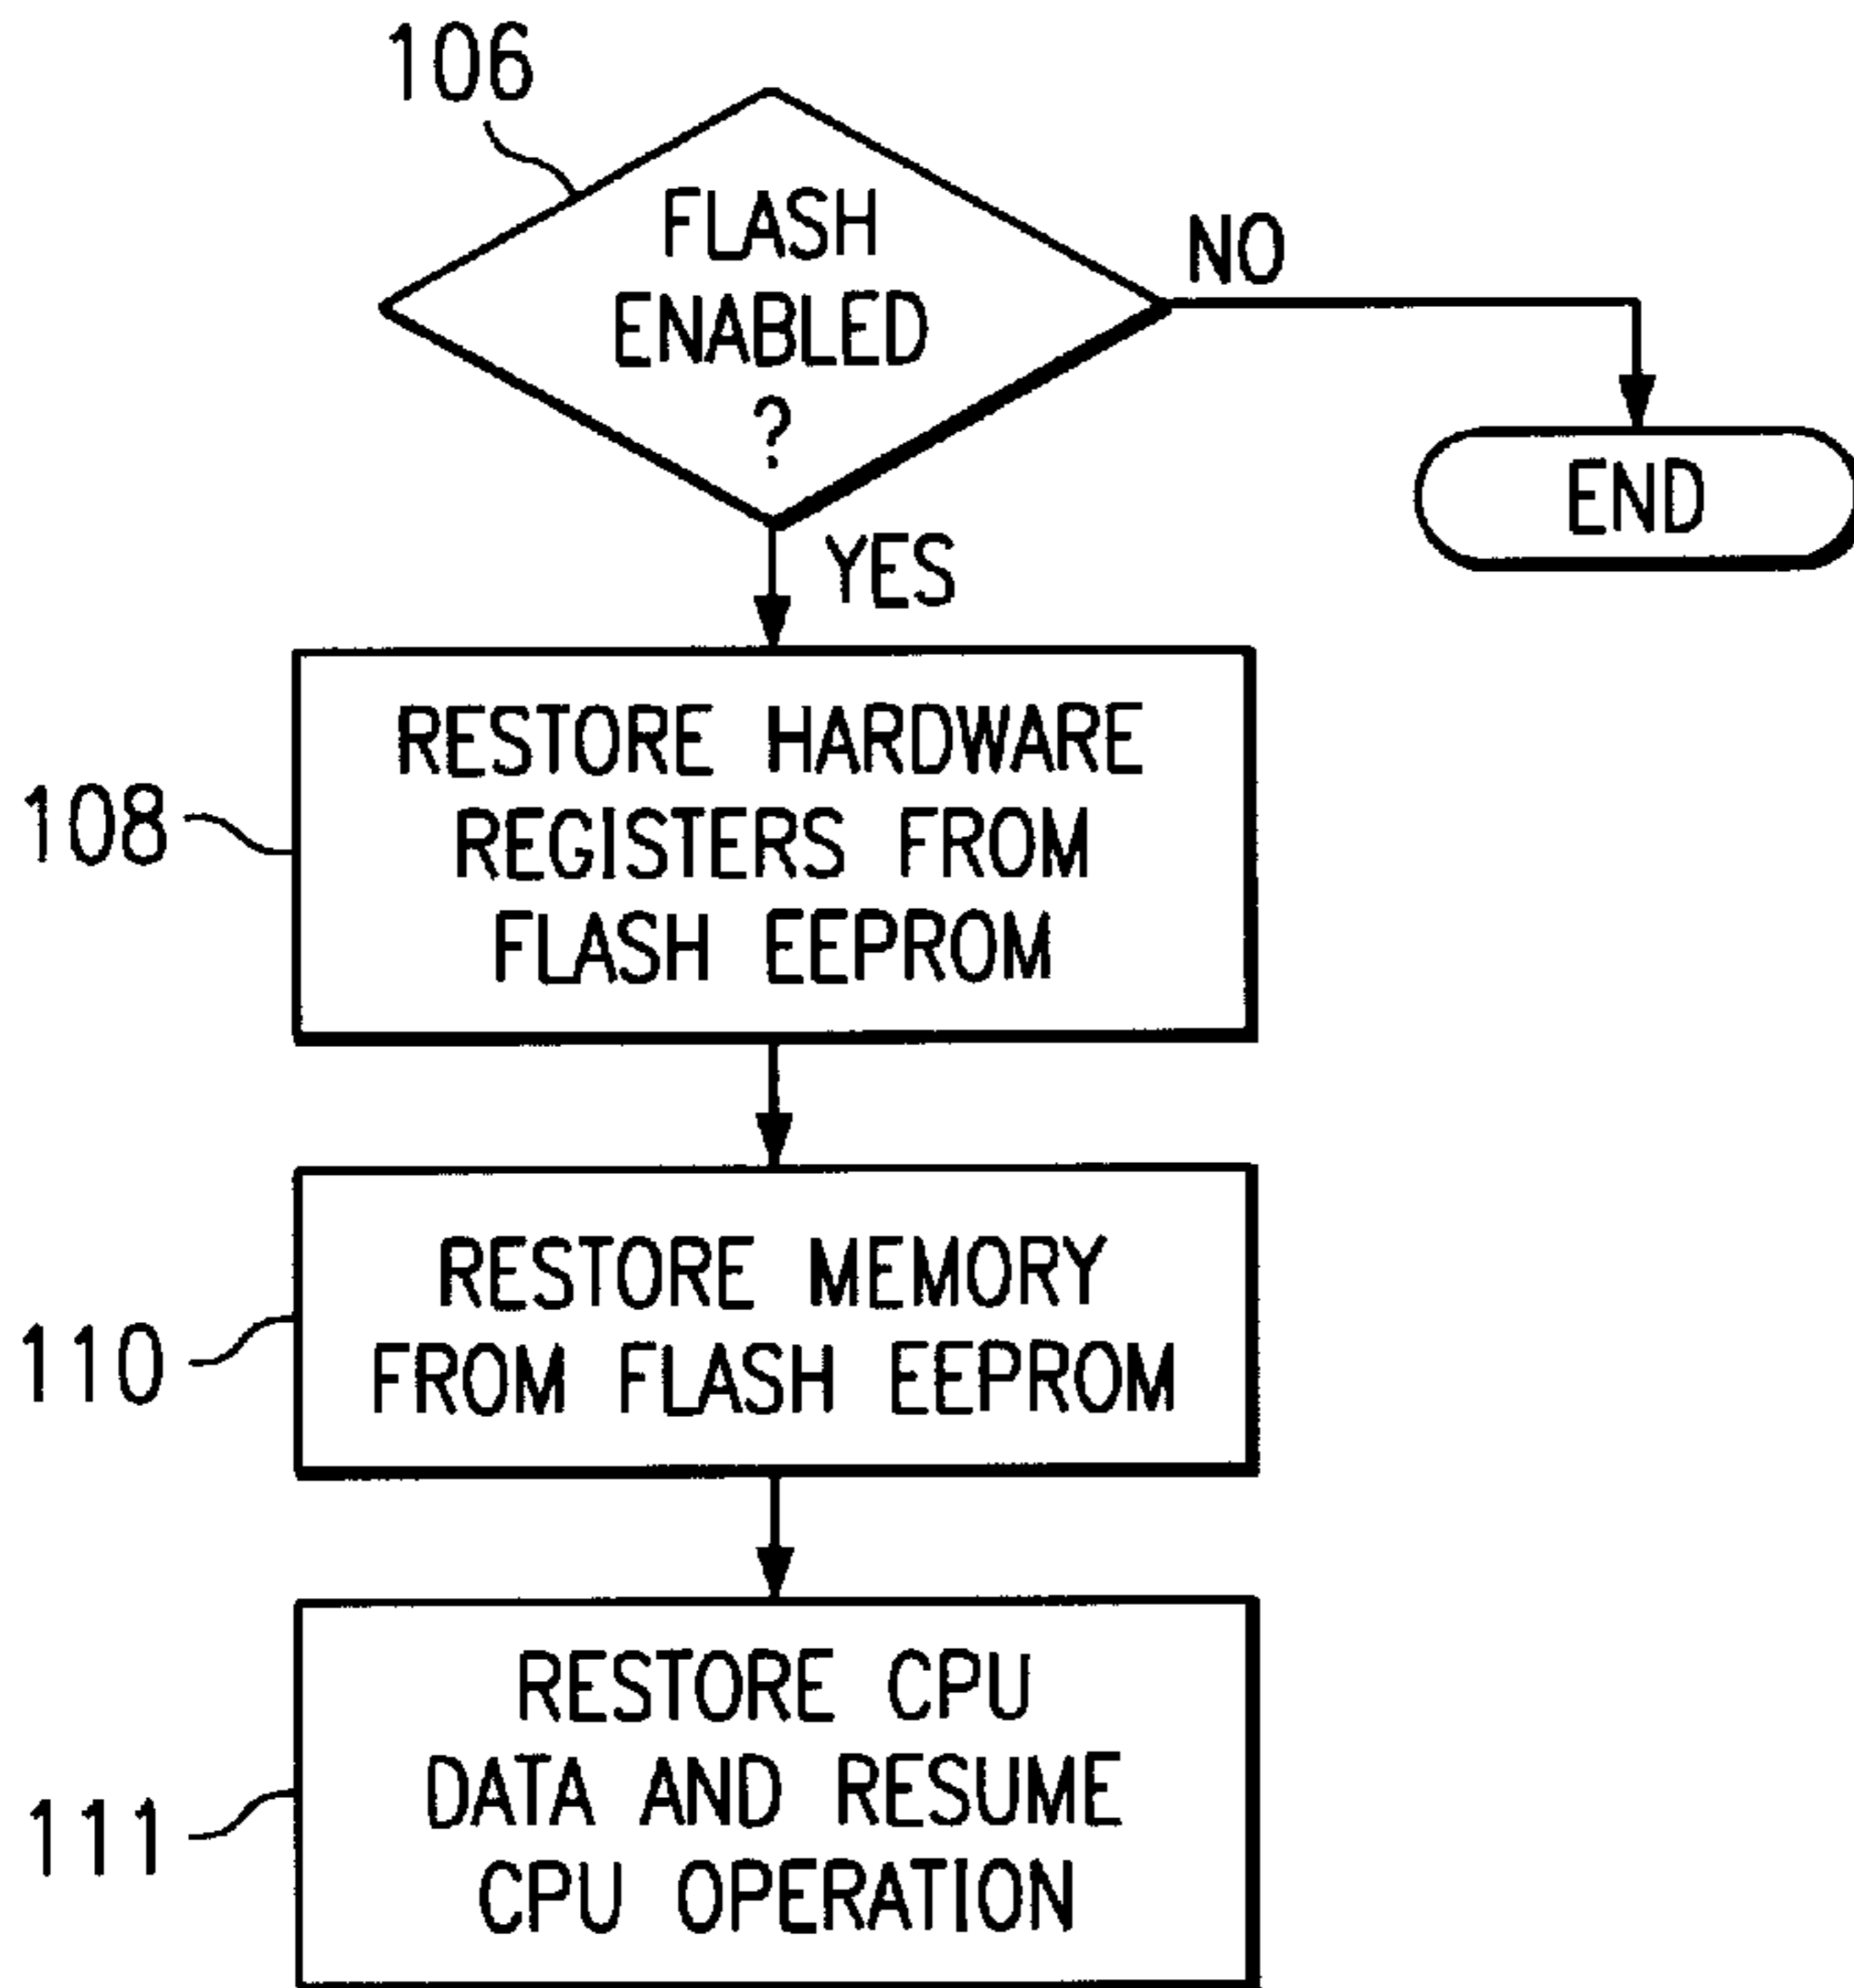 106
FLASH
ENABLED
?
NO
END
YES
108
RESTORE HARDWARE
REGISTERS FROM
FLASH EEPROM
110
RESTORE MEMORY
FROM FLASH EEPROM
111
RESTORE CPU
DATA AND RESUME
CPU OPERATION